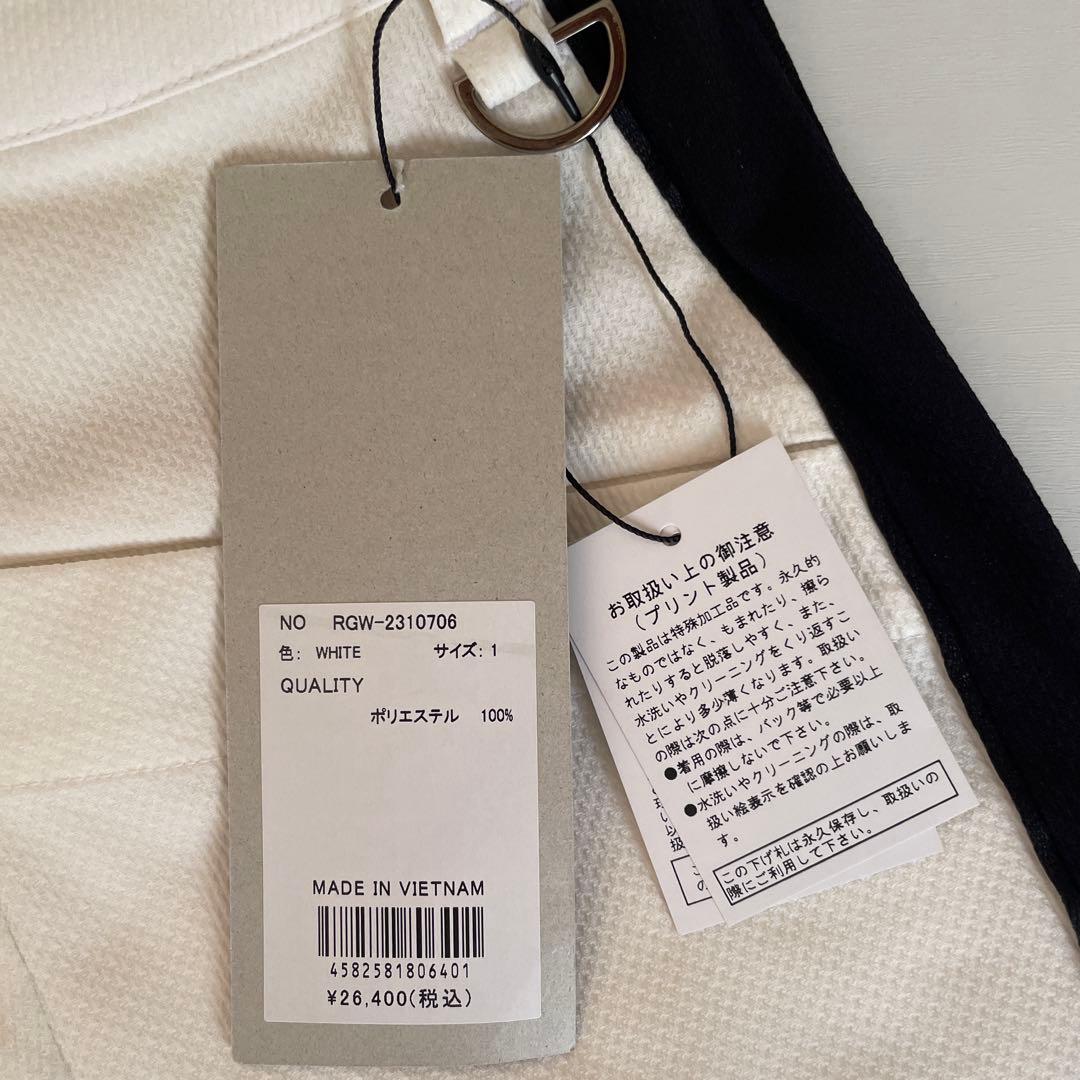 NO RGW-2310706
色: WHITE サイズ: 1
QUALITY
ポリエステル 100%
MADE IN VIETNAM
4582581806401
¥26,400(税込)
お取扱い上の御注意
(プリント製品)
この製品は特殊加工品です。永久的
なものではなく、もまれたり、擦ら
れたりすると脱落しやすく、また、
水洗いやクリーニングをくり返すこ
とにより多少薄くなります。取扱い
の際は次の点に十分ご注意下さい。
●着用の際は、バック等で必要以上
に摩擦しないで下さい。
●水洗いやクリーニングの際は、取
扱い絵表示を確認の上お願いしま
す。
この下げ札は永久保存し、取扱いの
際にご利用して下さい。